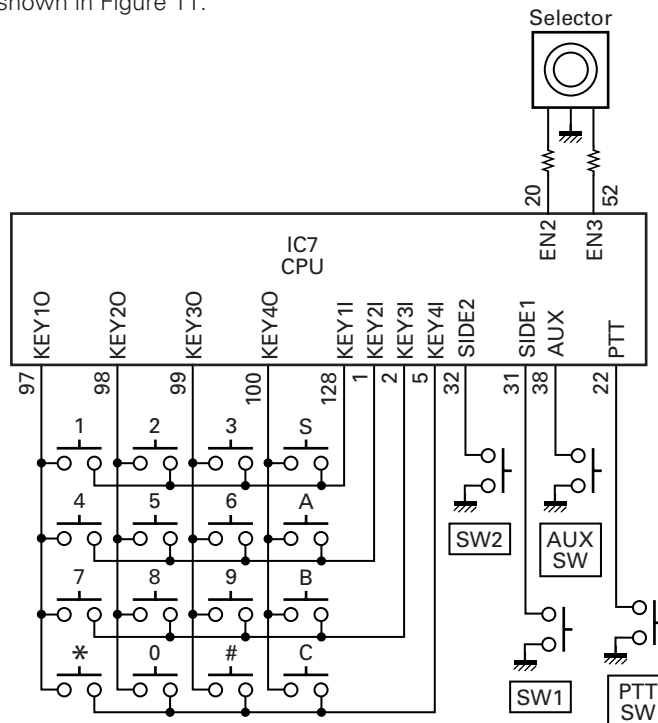 shown in Figure 11.
Selector
20
52
EN2
EN3
IC7
CPU
KEY1O
KEY2O
KEY3O
KEY4O
KEY1I
KEY2I
KEY3I
KEY4I
SIDE2
SIDE1
AUX
PTT
97
98
99
100
128
1
2
5
32
31
38
22
1 2 3 S
4 5 6 A
SW2
AUX
SW
7 8 9 B
* 0 # C
SW1
PTT
SW